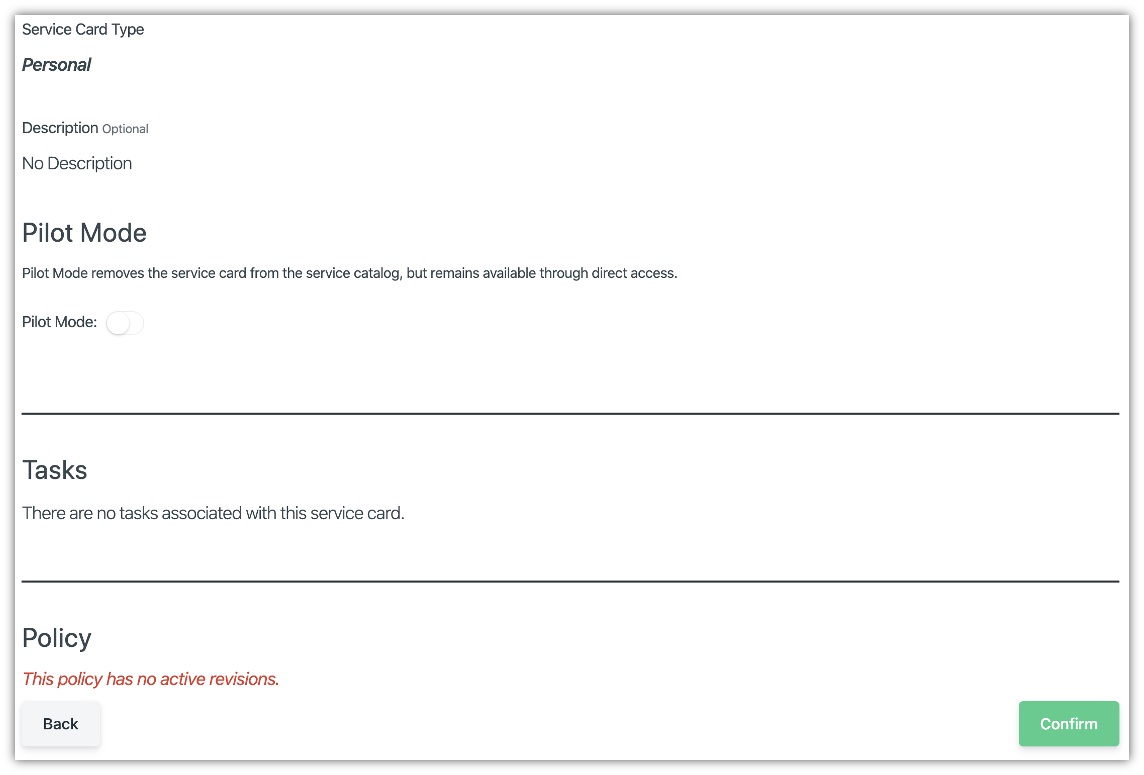 Service Card Type
Personal
Description Optional
No Description
Pilot Mode
Pilot Mode removes the service card from the service catalog, but remains available through direct access.
Pilot Mode:
Tasks
There are no tasks associated with this service card.
Policy
This policy has no active revisions.
Back
Confirm